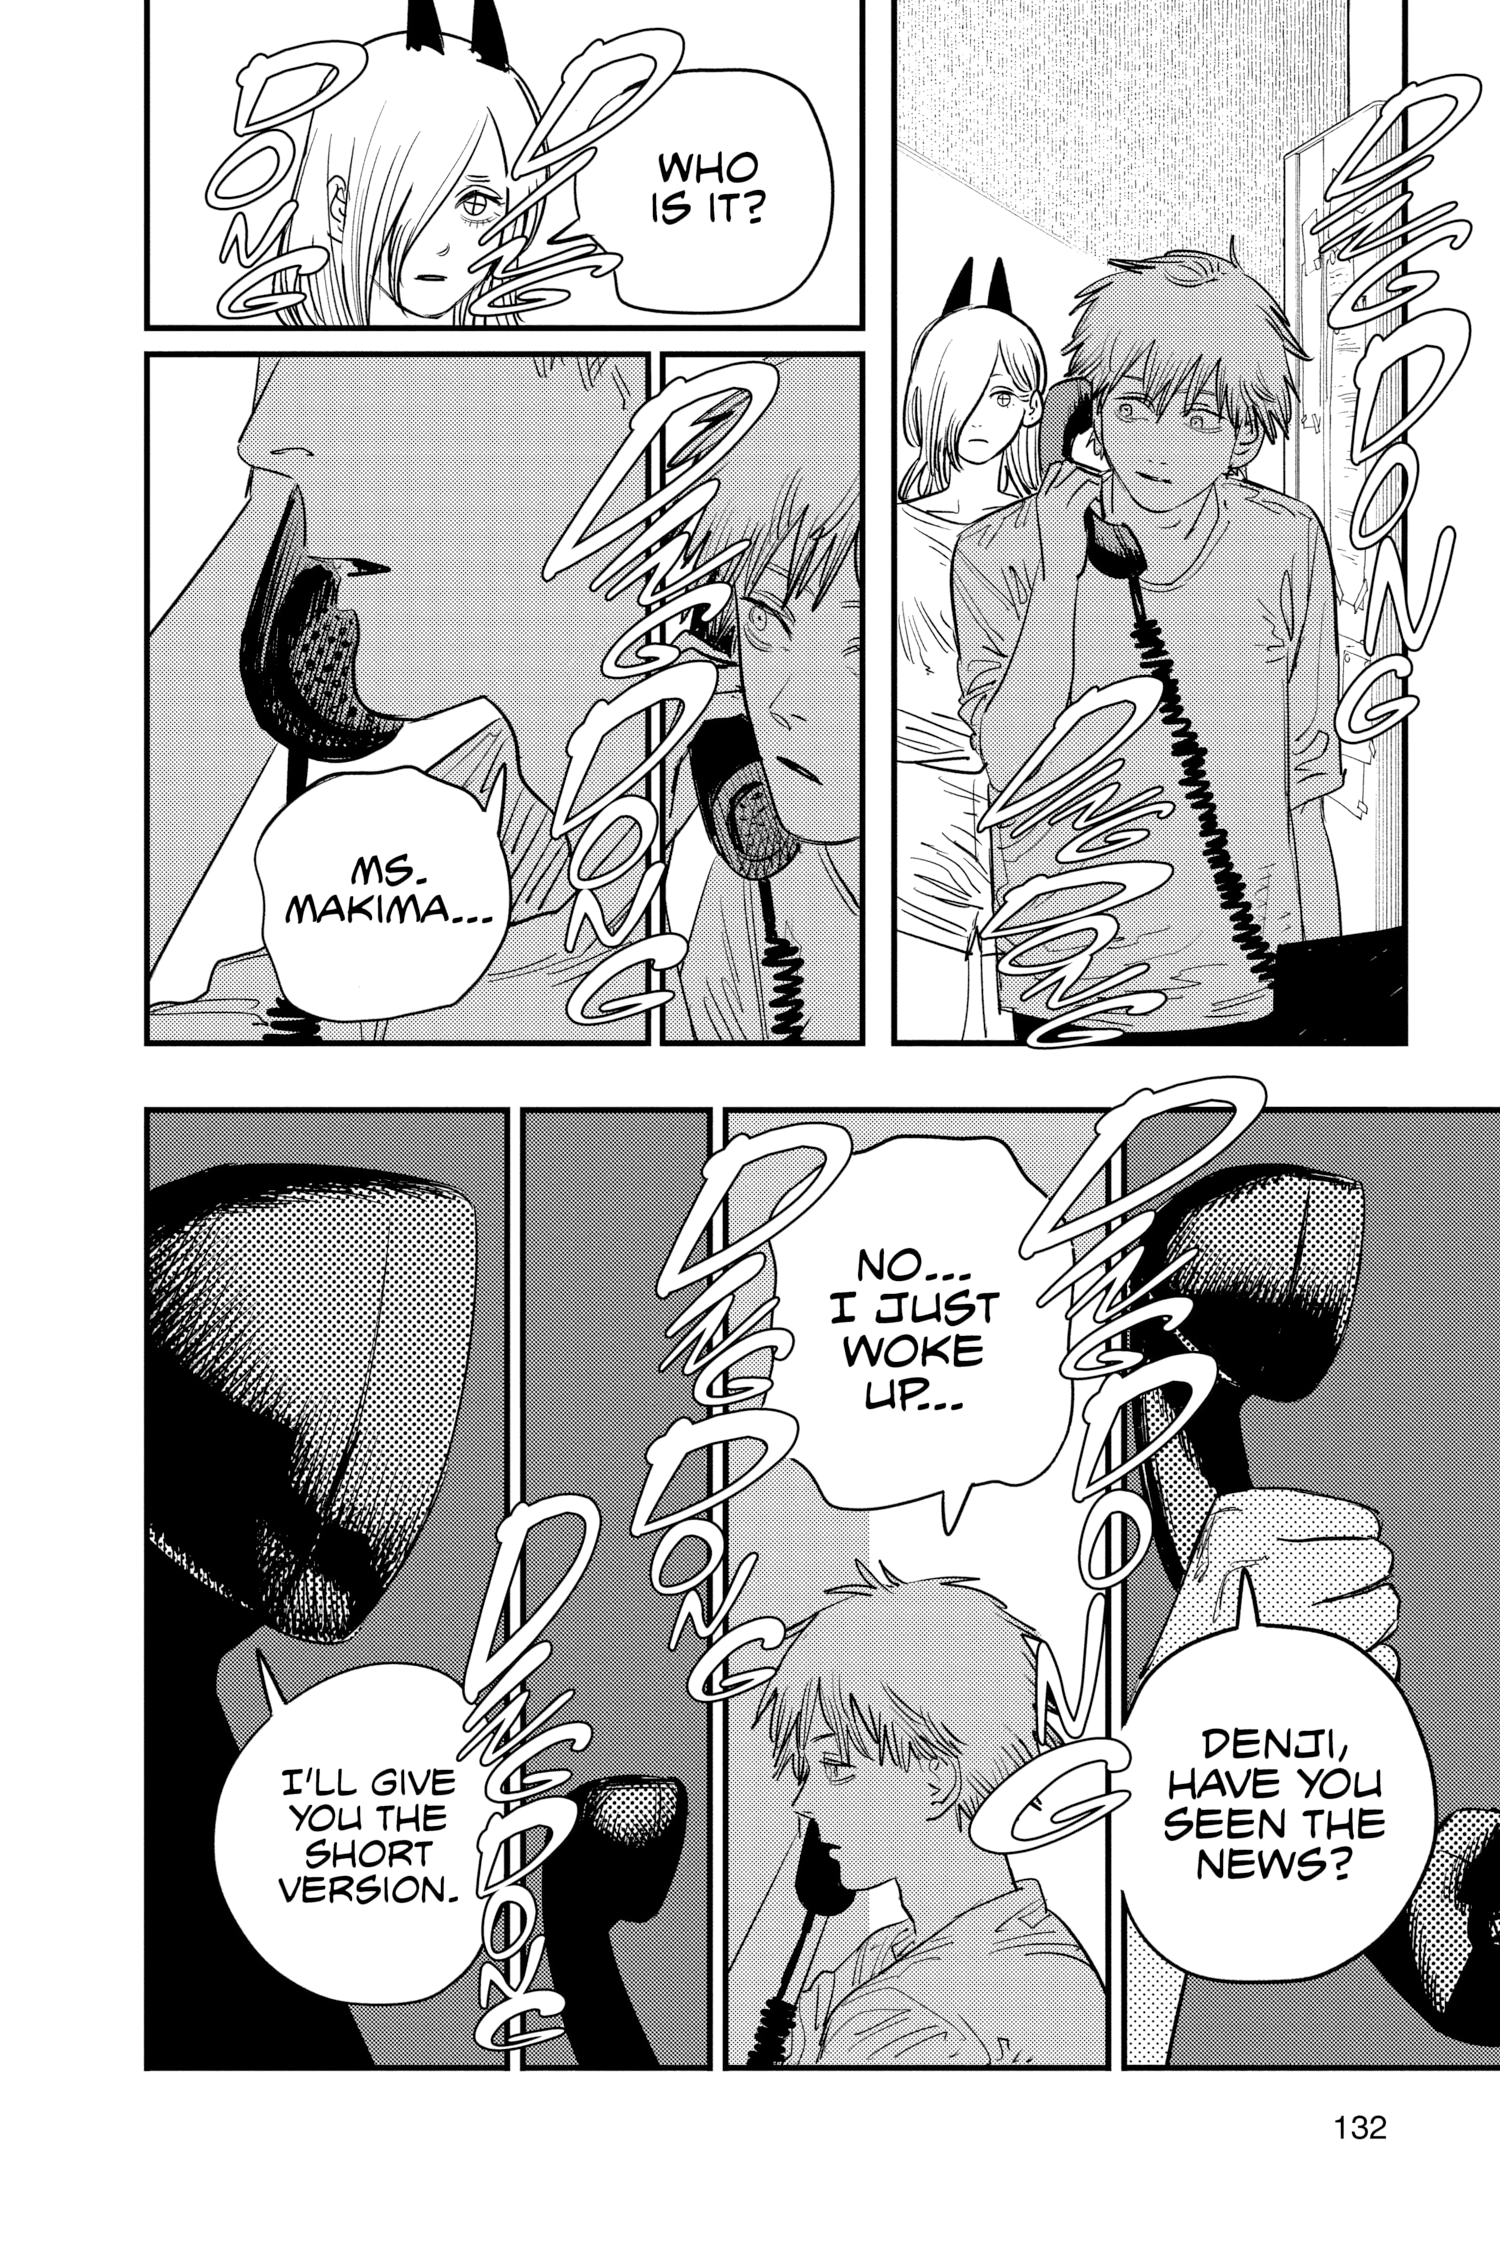 DING
DONG
DING
DONG
WHO
IS IT?
DING
DONG
DING
DONG
MS.
MAKIMA...
DENJI,
HAVE YOU
SEEN THE
NEWS?
DING
DONG
NO...
I JUST
WOKE
UP...
DING
DONG
DING
DONG
I'LL GIVE
YOU THE
SHORT
VERSION.
132